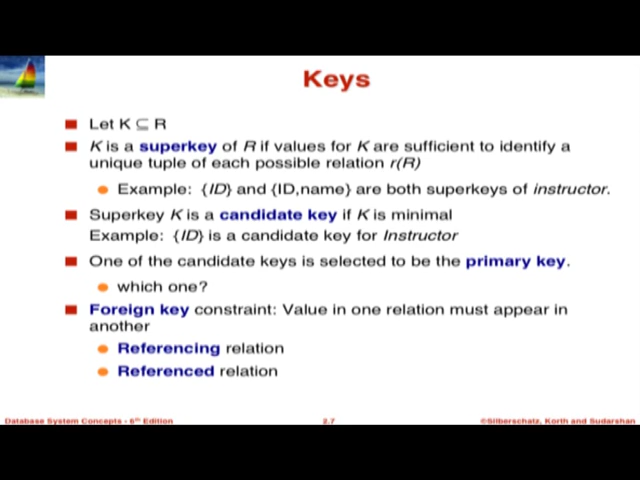 Keys
Let K ⊆ R
K is a superkey of R if values for K are sufficient to identify a
unique tuple of each possible relation r(R)
Example: {ID} and {ID,name} are both superkeys of instructor.
Superkey K is a candidate key if K is minimal
Example: {ID} is a candidate key for Instructor
One of the candidate keys is selected to be the primary key.
which one?
Foreign key constraint: Value in one relation must appear in
another
Referencing relation
Referenced relation
Database System Concepts - 6th Edition
2.7
©Silberschatz, Korth and Sudarshan